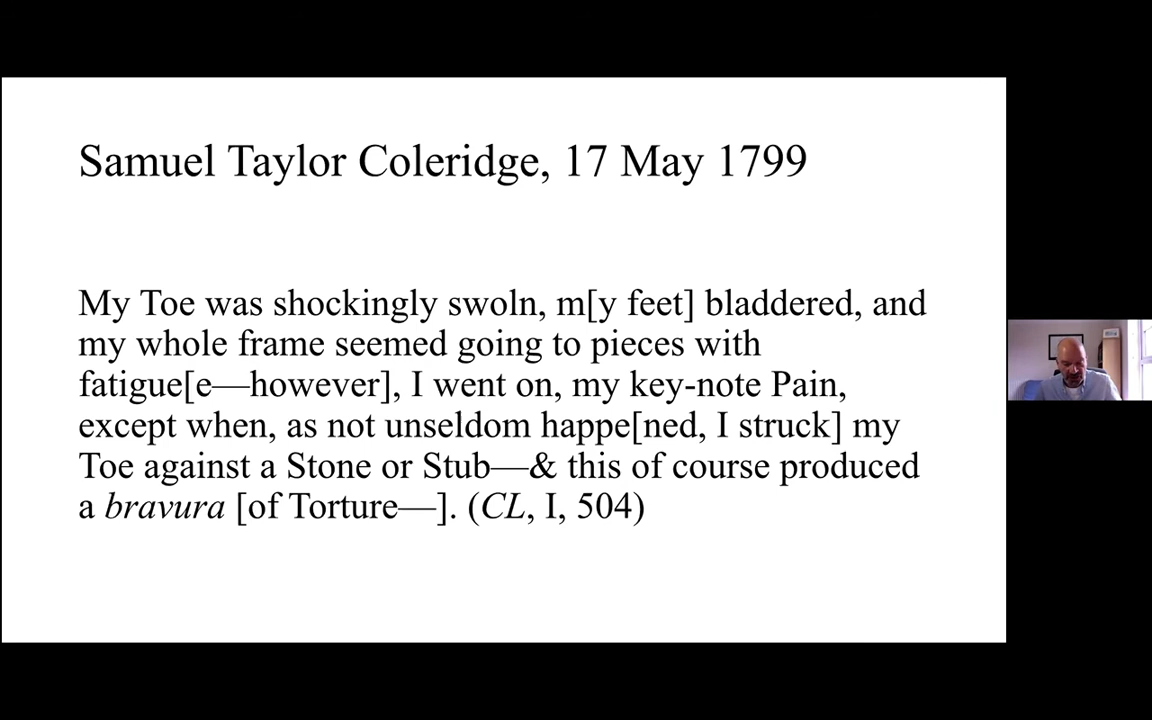 Samuel Taylor Coleridge, 17 May 1799
My Toe was shockingly swoln, m[y feet] bladdered, and
my whole frame seemed going to pieces with
fatigue[e—however], I went on, my key-note Pain,
except when, as not unseldom happe[ned, I struck] my
Toe against a Stone or Stub—& this of course produced
a bravura [of Torture—]. (CL, I, 504)